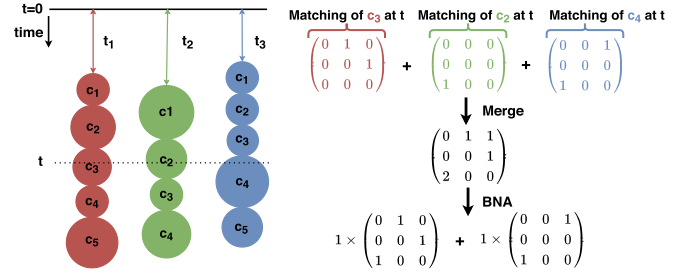 t=0
time
t1
t2
t3
c1
c2
c3
c4
c5
c1
c2
c3
c4
c1
c2
c3
c4
c5
t
Matching of c3 at t
Matching of c2 at t
Matching of c4 at t
0 1 0
0 0 1
0 0 0
+
0 0 0
0 0 0
1 0 0
+
0 0 1
0 0 0
1 0 0
Merge
0 1 1
0 0 1
2 0 0
BNA
1 ×
0 1 0
0 0 1
1 0 0
+
1 ×
0 0 1
0 0 0
1 0 0